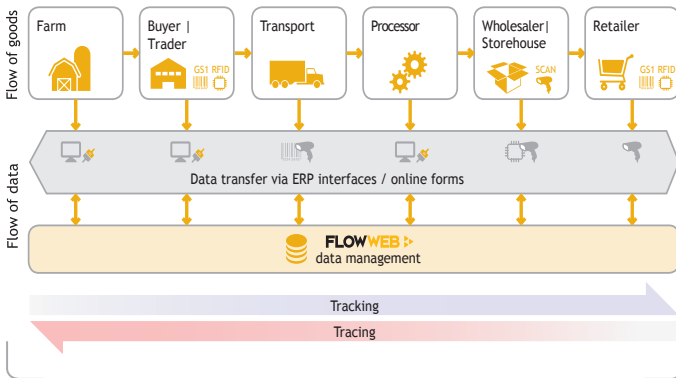 Flow of goods
Farm
Buyer |
Trader
GS1 RFID
Transport
Processor
Wholesaler|
Storehouse
SCAN
Retailer
GS1 RFID
Flow of data
Data transfer via ERP interfaces / online forms
FLOWWEB
data management
Tracking
Tracing